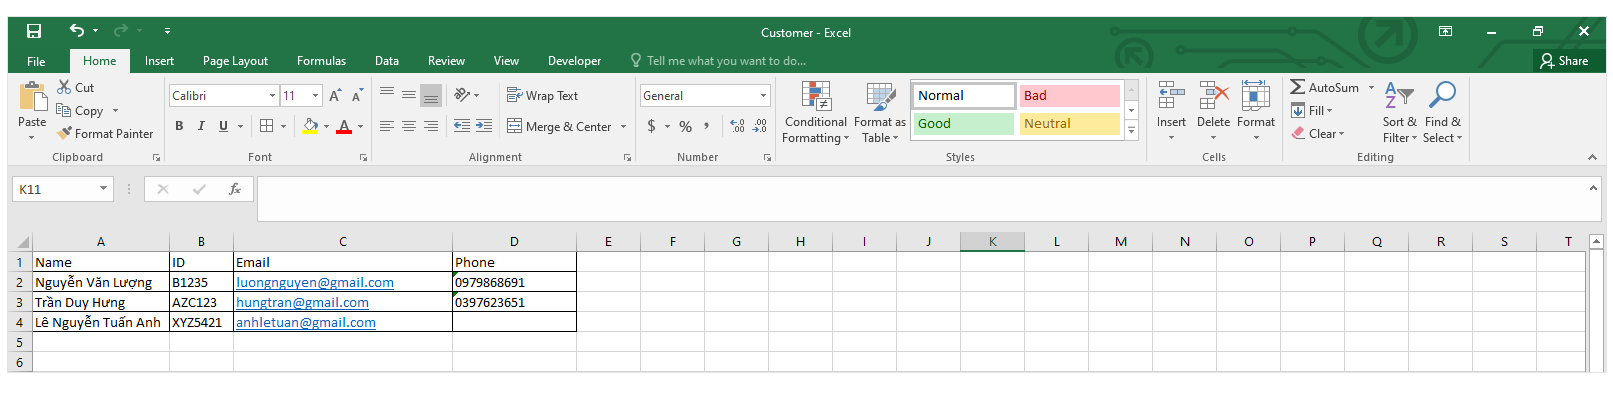 Customer - Excel
File Home Insert Page Layout Formulas Data Review View Developer Tell me what you want to do... Share
Paste
Cut
Copy
Format Painter
Clipboard
Calibri 11 A A
B I U A
Font
Wrap Text
Merge & Center
Alignment
General
$ % , .0 .00 .00 .0
Number
Conditional Formatting
Format as Table
Normal Bad
Good Neutral
Styles
Insert Delete Format
Cells
AutoSum
Fill
Clear
Sort & Filter
Find & Select
Editing
K11 fx
A B C D E F G H I J K L M N O P Q R S T
1 Name ID Email Phone
2 Nguyễn Văn Lượng B1235 luongnguyen@gmail.com 0979868691
3 Trần Duy Hưng AZC123 hungtran@gmail.com 0397623651
4 Lê Nguyễn Tuấn Anh XYZ5421 anhletuan@gmail.com
5
6